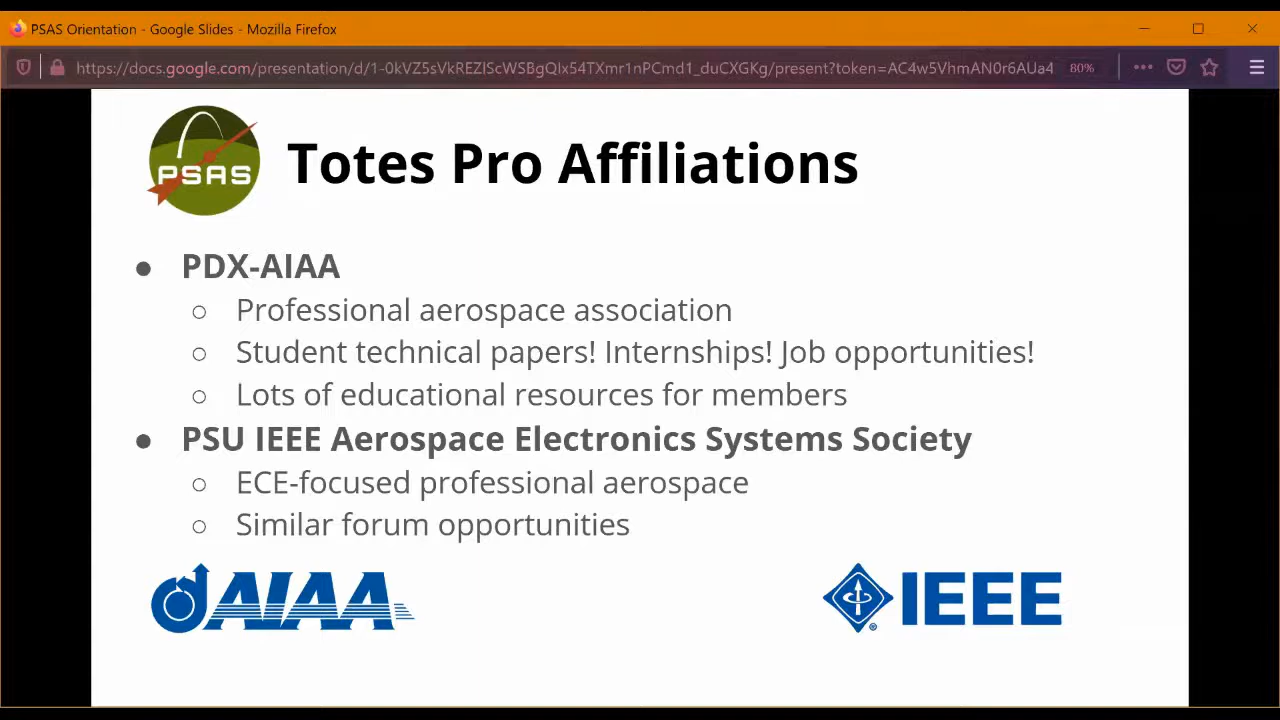 PSAS Orientation - Google Slides - Mozilla Firefox
https://docs.google.com/presentation/d/1-0kVZ5sVkREZIScWSBgQIx54TXmr1nPCmd1_duCXGKg/present?token=AC4w5VhmAN0r6AUa4
80%
PSAS
Totes Pro Affiliations
● PDX-AIAA
○ Professional aerospace association
○ Student technical papers! Internships! Job opportunities!
○ Lots of educational resources for members
● PSU IEEE Aerospace Electronics Systems Society
○ ECE-focused professional aerospace
○ Similar forum opportunities
AIAA
IEEE